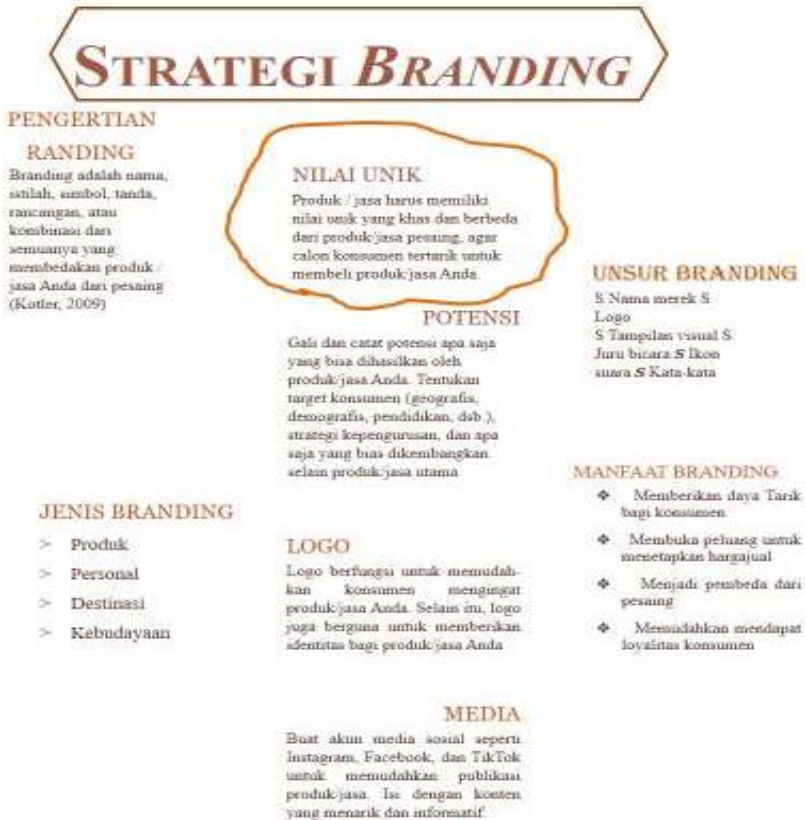 STRATEGI BRANDING
PENGERTIAN
RANDING
Branding adalah nama,
istilah, simbol, tanda,
rancangan, atau
kombinasi dari
semuanya yang
membedakan produk /
jasa Anda dari pesaing
(Kotler, 2009)
JENIS BRANDING
> Produk
> Personal
> Destinasi
> Kebudayaan
NILAI UNIK
Produk / jasa harus memiliki
nilai unik yang khas dan berbeda
dari produk/jasa pesaing, agar
calon konsumen tertarik untuk
membeli produk/jasa Anda.
POTENSI
Gali dan catat potensi apa saja
yang bisa dihasilkan oleh
produk/jasa Anda. Tentukan
target konsumen (geografis,
demografis, pendidikan, dsb.),
strategi kepengurusan, dan apa
saja yang bias dikembangkan
selain produk/jasa utama
LOGO
Logo berfungsi untuk memudah-
kan konsumen mengingat
produk/jasa Anda. Selain itu, logo
juga berguna untuk memberikan
identitas bagi produk/jasa Anda
MEDIA
Buat akun media sosial seperti
Instagram, Facebook, dan TikTok
untuk memudahkan publikasi
produk/jasa. Isi dengan konten
yang menarik dan informatif.
UNSUR BRANDING
S Nama merek S
Logo
S Tampilan visual S
Juru bicara S Ikon
suara S Kata-kata
MANFAAT BRANDING
❖ Memberikan daya Tarik
bagi konsumen
❖ Membuka peluang untuk
menetapkan hargajual
❖ Menjadi pembeda dari
pesaing
❖ Memudahkan mendapat
loyalitas konsumen